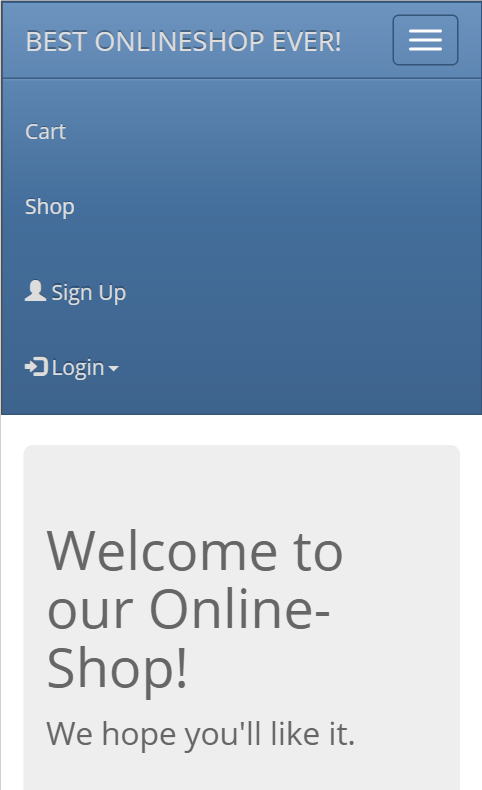 BEST ONLINESHOP EVER!
Cart
Shop
Sign Up
Login
Welcome to
our Online-
Shop!
We hope you'll like it.